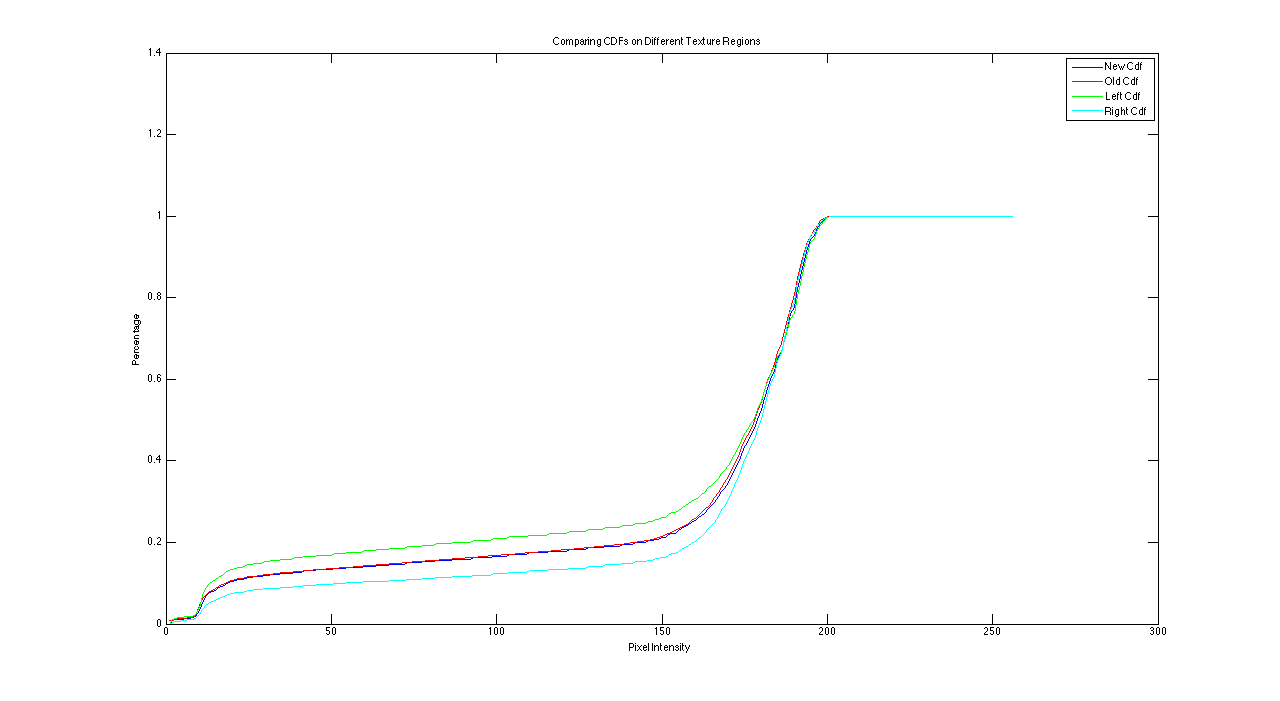 Comparing CDFs on Different Texture Regions
1.4
1.2
1
0.8
0.6
0.4
0.2
0
Percentage
New Cdf
Old Cdf
Left Cdf
Right Cdf
0 50 100 150 200 250 300
Pixel Intensity